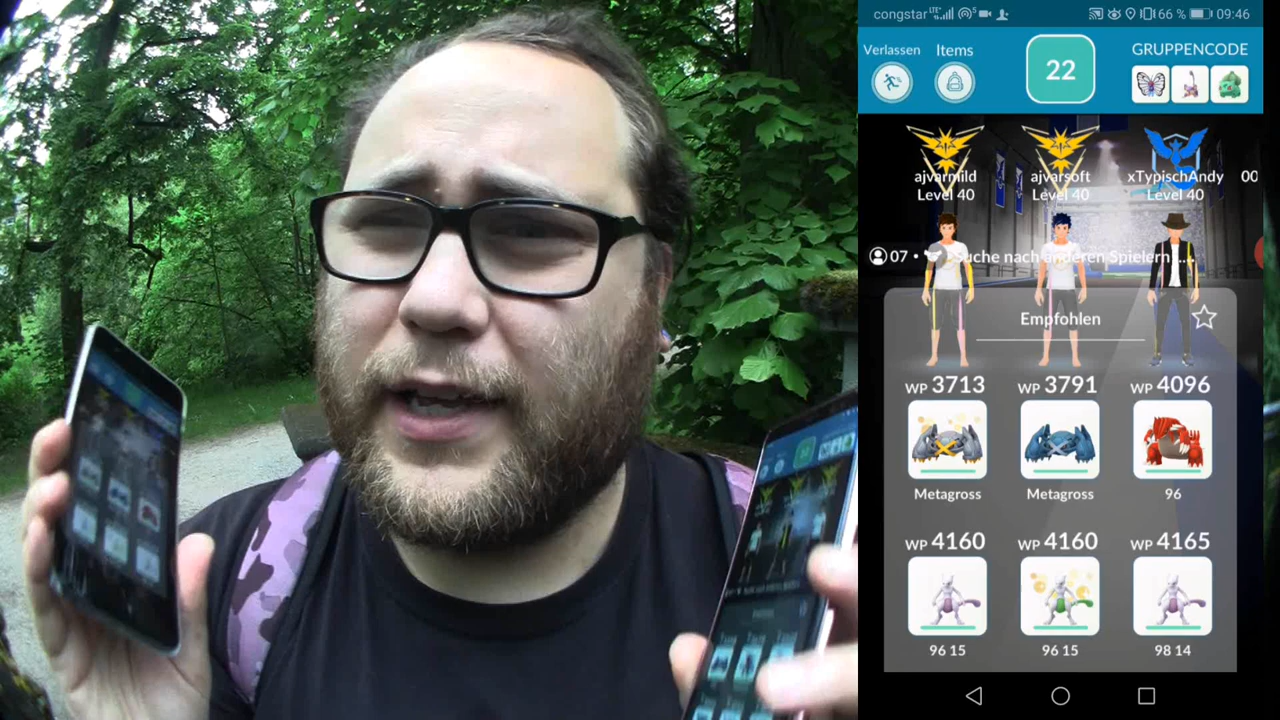 congstar LTE 66 % 09:46
Verlassen Items 22 GRUPPENCODE
ajvarmild ajvarsoft xTypischAndy 00
Level 40 Level 40 Level 40
07 • Suche nach anderen Spielern ....
Empfohlen
WP 3713 WP 3791 WP 4096
Metagross Metagross 96
WP 4160 WP 4160 WP 4165
96 15 96 15 98 14